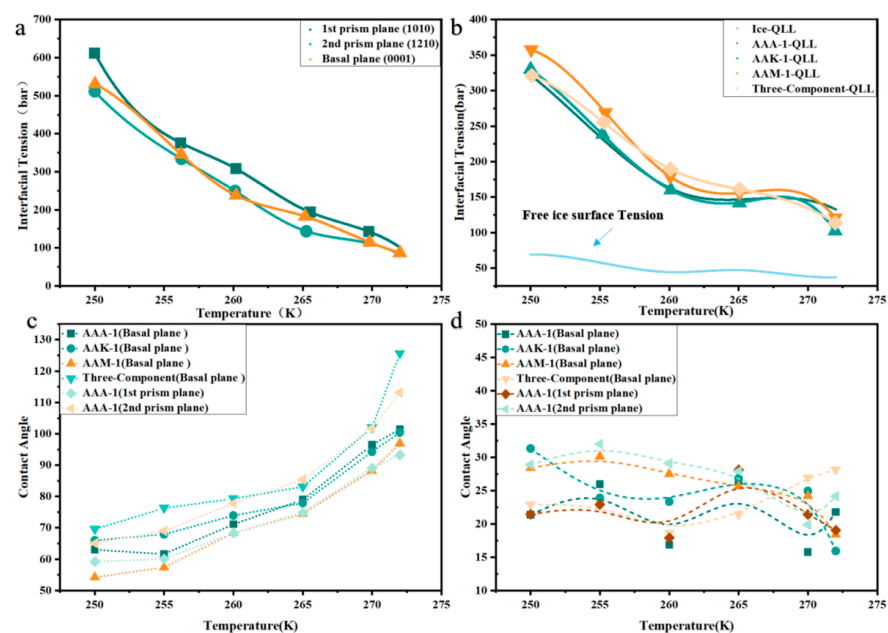 a
Interfacial Tension (bar)
700
600
500
400
300
200
100
0
1st prism plane (1010)
2nd prism plane (1210)
Basal plane (0001)
250
255
260
265
270
275
Temperature (K)
b
Interfacial Tension(bar)
400
350
300
250
200
150
100
50
Ice-QLL
AAA-1-QLL
AAK-1-QLL
AAM-1-QLL
Three-Component-QLL
Free ice surface Tension
250
255
260
265
270
275
Temperature(K)
c
Contact Angle
130
120
110
100
90
80
70
60
50
AAA-1(Basal plane )
AAK-1(Basal plane )
AAM-1(Basal plane )
Three-Component(Basal plane )
AAA-1(1st prism plane)
AAA-1(2nd prism plane)
250
255
260
265
270
275
Temperature(K)
d
Contact Angle
50
45
40
35
30
25
20
15
10
AAA-1(Basal plane)
AAK-1(Basal plane)
AAM-1(Basal plane)
Three-Component(Basal plane)
AAA-1(1st prism plane)
AAA-1(2nd prism plane)
250
255
260
265
270
275
Temperature(K)